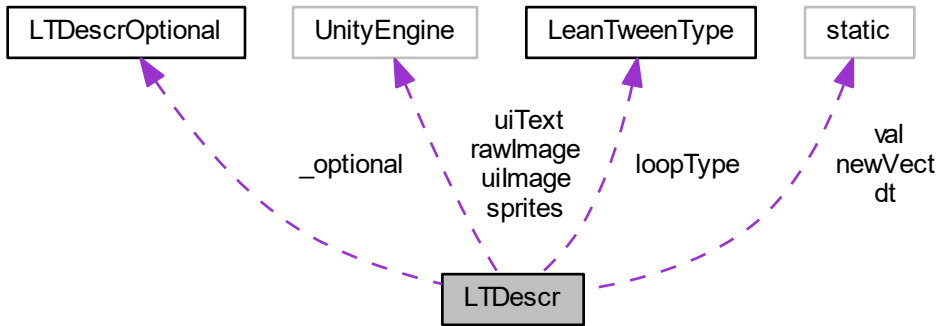 LTDescrOptional
UnityEngine
LeanTweenType
static
_optional
uiText
rawImage
uiImage
sprites
loopType
val
newVect
dt
LTDescr